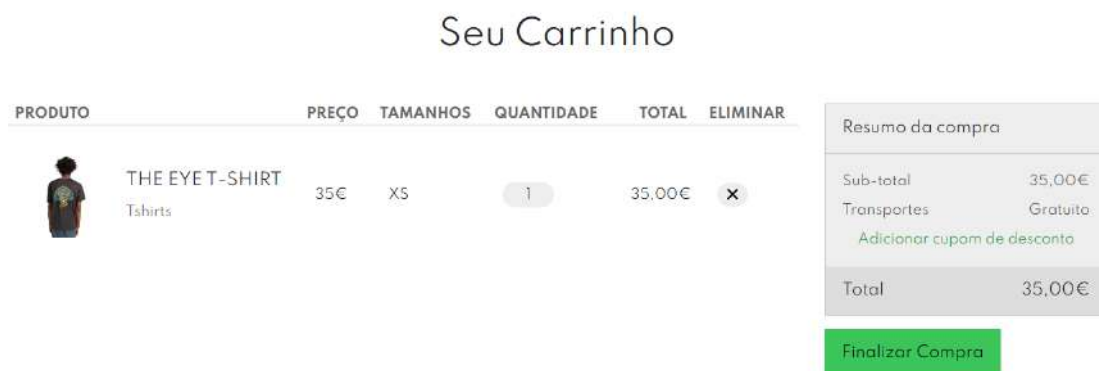 Seu Carrinho
PRODUTO PREÇO TAMANHOS QUANTIDADE TOTAL ELIMINAR
THE EYE T-SHIRT
Tshirts
35€ XS 1 35.00€ ×
Resumo da compra
Sub-total 35,00€
Transportes Gratuito
Adicionar cupom de desconto
Total 35,00€
Finalizar Compra